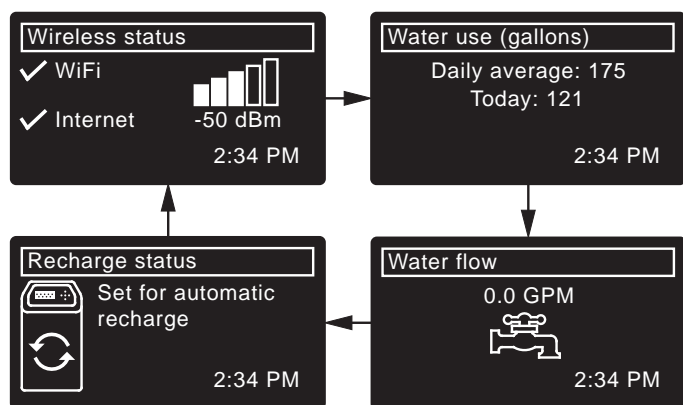 Wireless status
WiFi
Internet
-50 dBm
2:34 PM
Water use (gallons)
Daily average: 175
Today: 121
2:34 PM
Recharge status
Set for automatic
recharge
2:34 PM
Water flow
0.0 GPM
2:34 PM